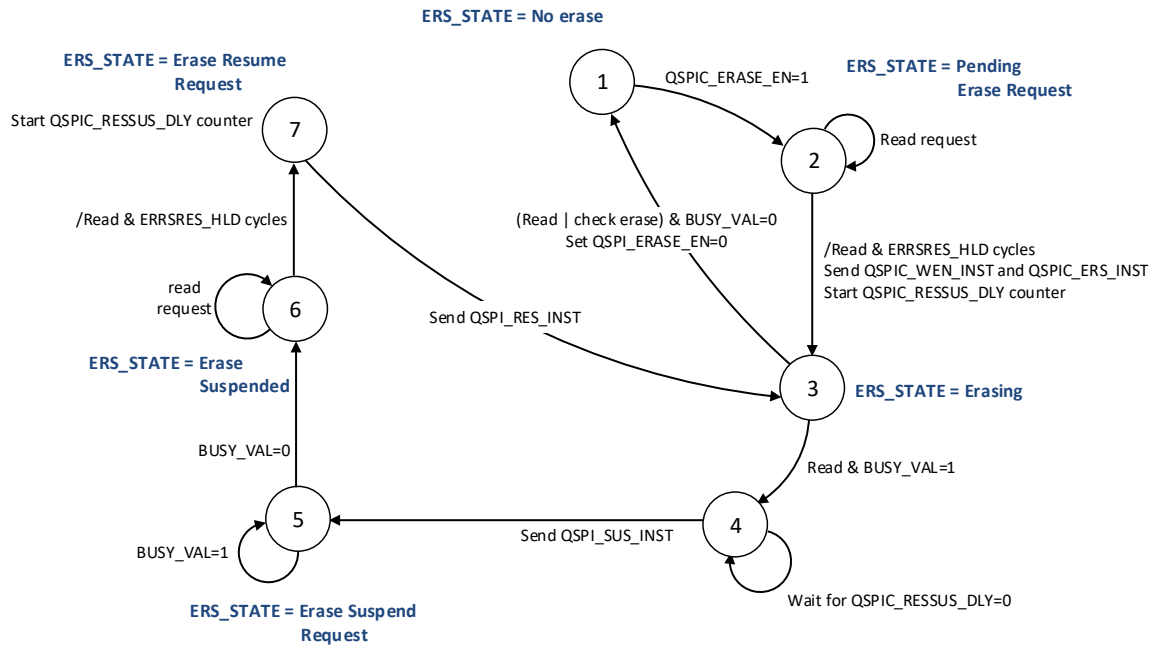 ERS_STATE = No erase
ERS_STATE = Erase Resume
Request
Start QSPIC_RESSUS_DLY counter
7
1
QSPIC_ERASE_EN=1
ERS_STATE = Pending
Erase Request
2
Read request
/Read & ERRSRES_HLD cycles
(Read | check erase) & BUSY_VAL=0
Set QSPI_ERASE_EN=0
/Read & ERRSRES_HLD cycles
Send QSPIC_WEN_INST and QSPIC_ERS_INST
Start QSPIC_RESSUS_DLY counter
read
request
6
Send QSPI_RES_INST
ERS_STATE = Erase
Suspended
3
ERS_STATE = Erasing
BUSY_VAL=0
Read & BUSY_VAL=1
5
4
Send QSPI_SUS_INST
BUSY_VAL=1
Wait for QSPIC_RESSUS_DLY=0
ERS_STATE = Erase Suspend
Request